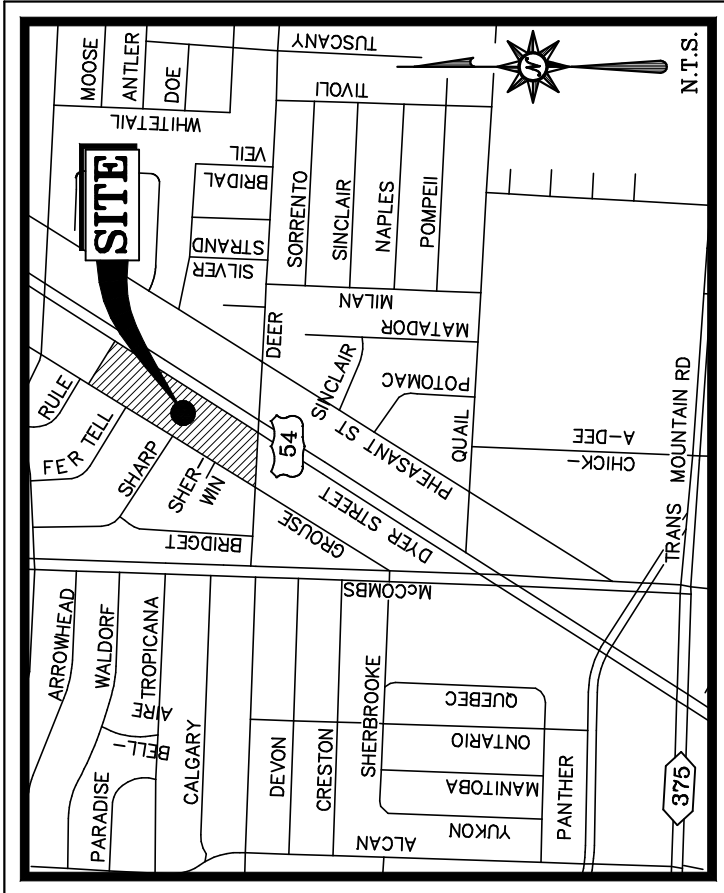 MOOSE
ANTLER
DOE
WHITETAIL
TUSCANY
TIVOLI
N
N.T.S.
SITE
VEIL
BRIDAL
STRAND
SILVER
SORRENTO
SINCLAIR
NAPLES
POMPEII
MILAN
MATADOR
DEER
SINCLAIR
POTOMAC
QUAIL
PHEASANT ST
CHICK-
A-DEE
TRANS MOUNTAIN RD
RULE
FER TELL
SHARP
SHER-
WIN
BRIDGET
54
DYER STREET
GROUSE
McCOMBS
ARROWHEAD
WALDORF
TROPICANA
BELL-
AIRE
PARADISE
CALGARY
DEVON
CRESTON
SHERBROOKE
QUEBEC
ONTARIO
MANITOBA
YUKON
ALCAN
PANTHER
375